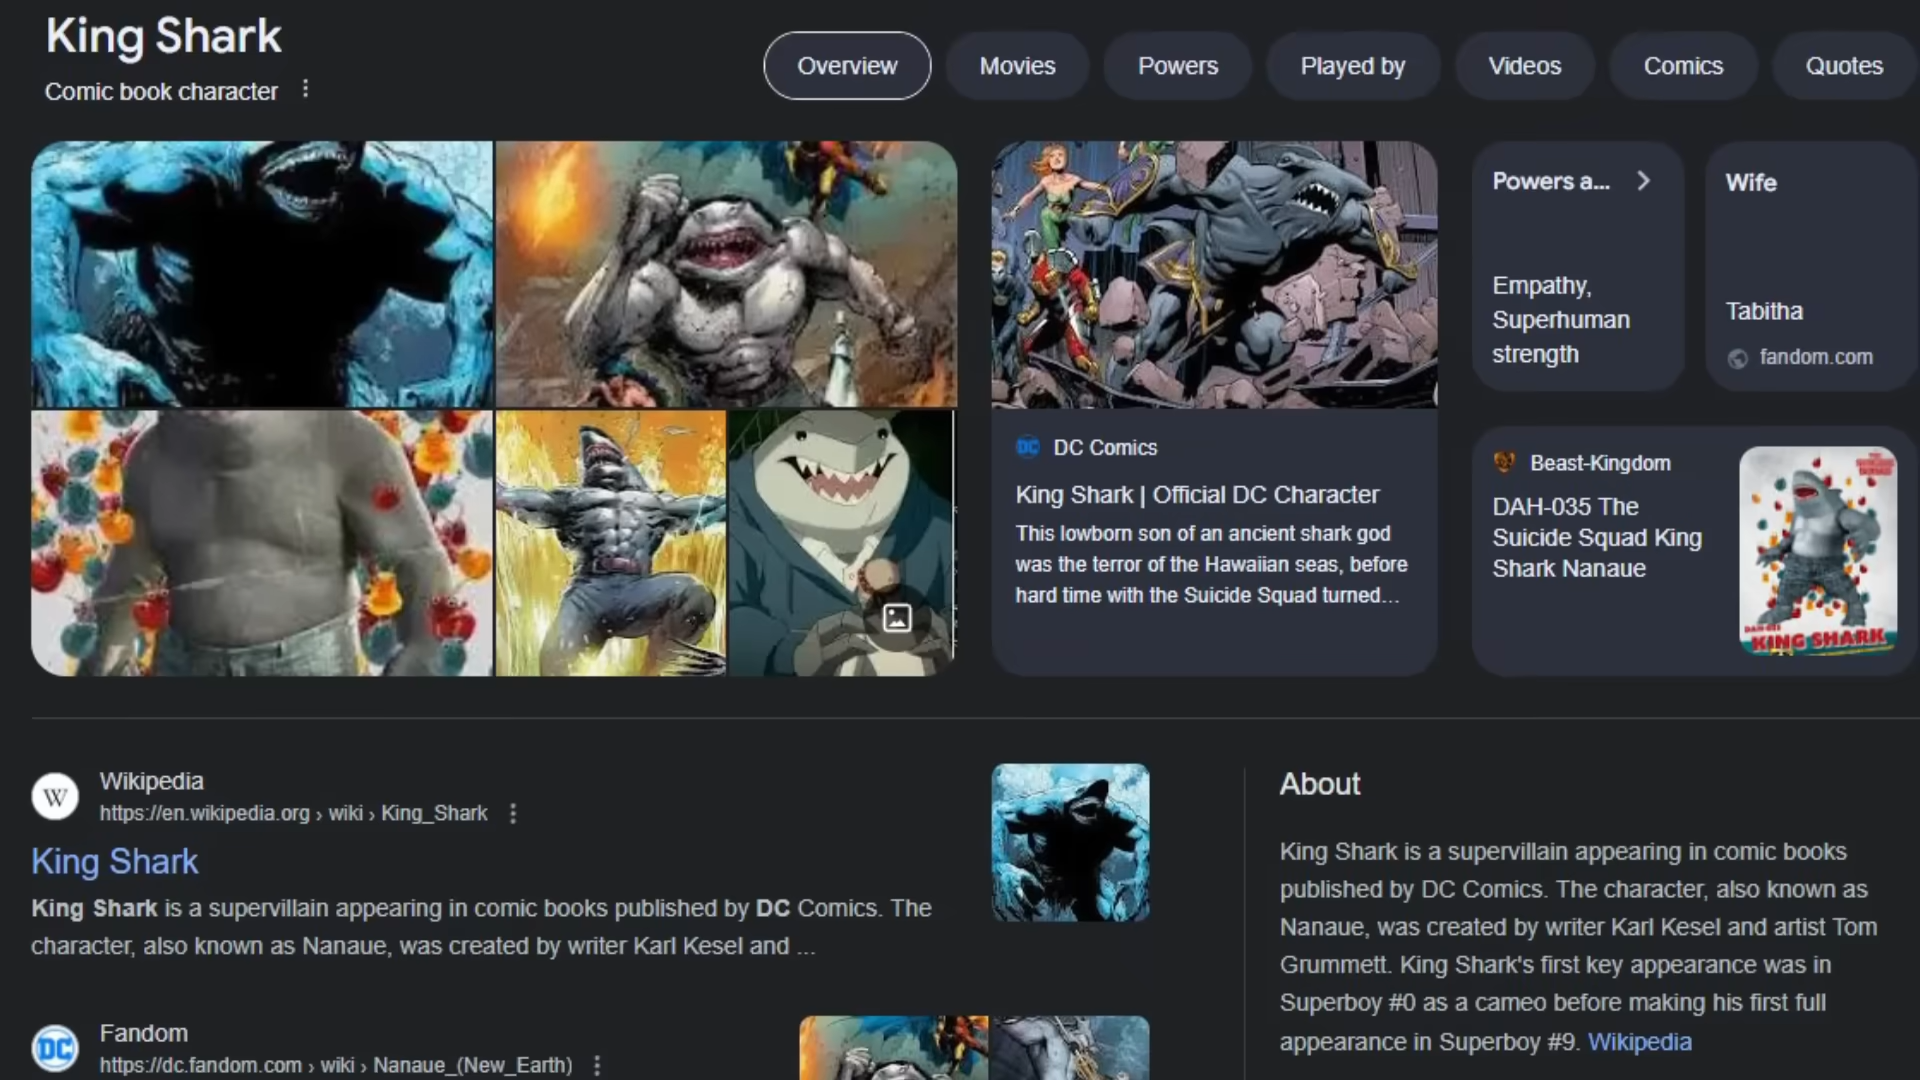 King Shark
Comic book character
Overview
Movies
Powers
Played by
Videos
Comics
Quotes
Powers a...
Empathy,
Superhuman
strength
Wife
Tabitha
fandom.com
DC Comics
King Shark | Official DC Character
This lowborn son of an ancient shark god
was the terror of the Hawaiian seas, before
hard time with the Suicide Squad turned...
Beast-Kingdom
DAH-035 The
Suicide Squad King
Shark Nanaue
KING SHARK
W
Wikipedia
https://en.wikipedia.org › wiki › King_Shark
King Shark
King Shark is a supervillain appearing in comic books published by DC Comics. The
character, also known as Nanaue, was created by writer Karl Kesel and ...
DC
Fandom
https://dc.fandom.com › wiki › Nanaue_(New_Earth)
About
King Shark is a supervillain appearing in comic books
published by DC Comics. The character, also known as
Nanaue, was created by writer Karl Kesel and artist Tom
Grummett. King Shark's first key appearance was in
Superboy #0 as a cameo before making his first full
appearance in Superboy #9. Wikipedia